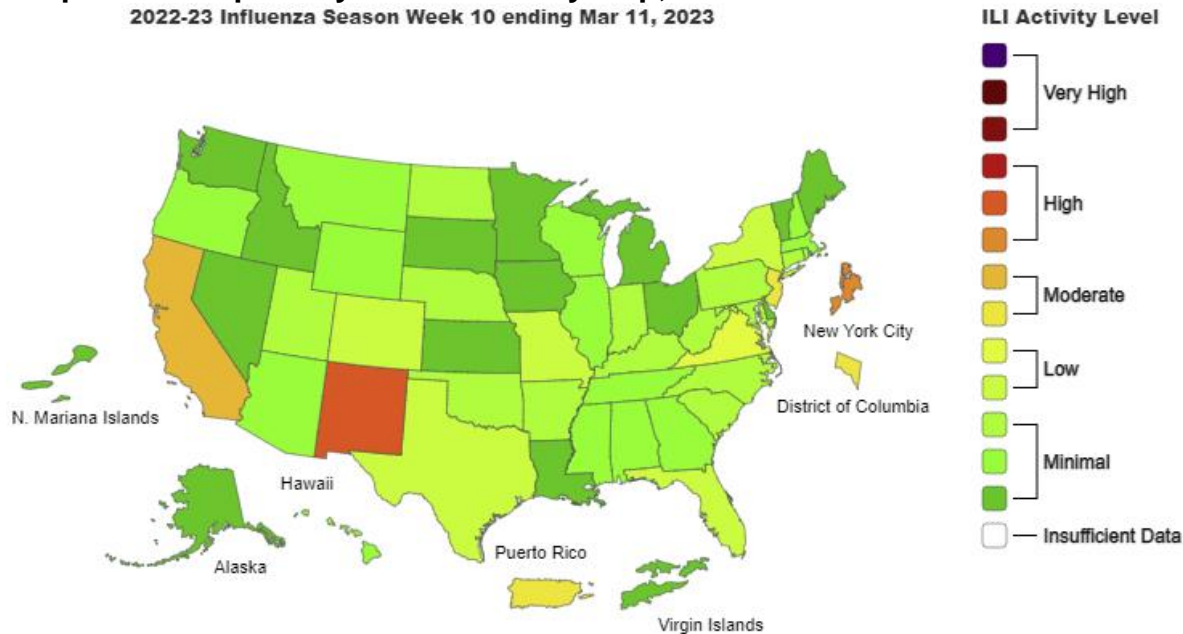 2022-23 Influenza Season Week 10 ending Mar 11, 2023
ILI Activity Level
Very High
High
Moderate
Low
Minimal
Insufficient Data
New York City
District of Columbia
N. Mariana Islands
Hawaii
Alaska
Puerto Rico
Virgin Islands